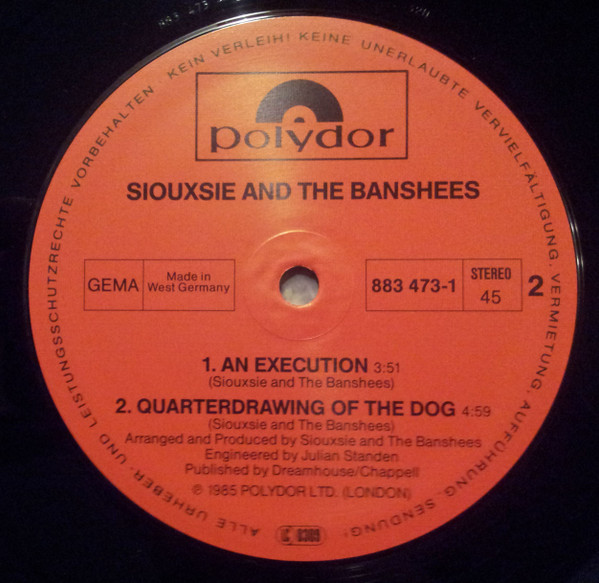 ALLE URHEBER- UND LEISTUNGSSCHUTZRECHTE VORBEHALTEN KEIN VERLEIH! KEINE UNERLAUBTE VERVIELFÄLTIGUNG, VERMIETUNG, AUFFÜHRUNG, SENDUNG!
polydor
SIOUXSIE AND THE BANSHEES
GEMA
Made in
West Germany
883 473-1
STEREO
45
2
1. AN EXECUTION 3:51
(Siouxsie and The Banshees)
2. QUARTERDRAWING OF THE DOG 4:59
(Siouxsie and The Banshees)
Arranged and Produced by Siouxsie and The Banshees
Engineered by Julian Standen
Published by Dreamhouse/Chappell
℗ 1985 POLYDOR LTD. (LONDON)
LC 0309